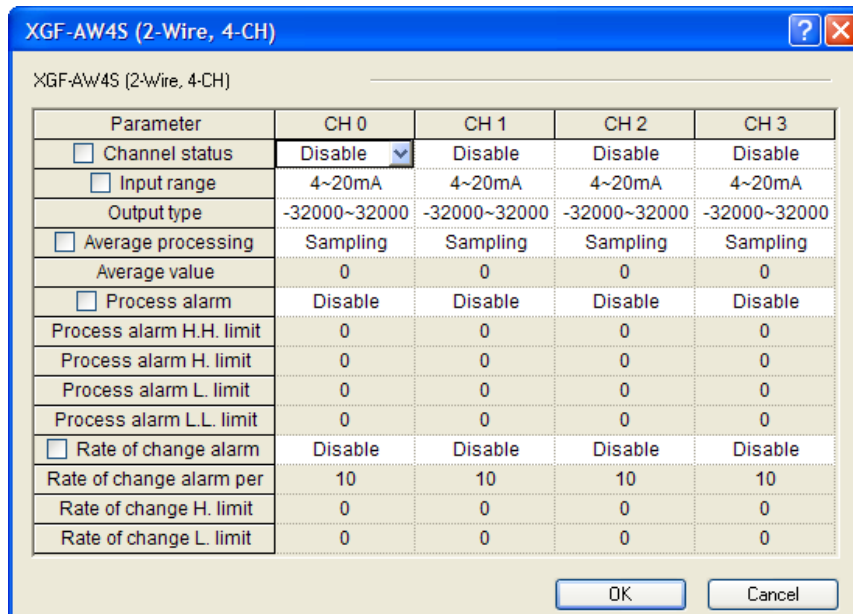 XGF-AW4S (2-Wire, 4-CH)
XGF-AW4S (2-Wire, 4-CH)
Parameter CH 0 CH 1 CH 2 CH 3
Channel status Disable Disable Disable Disable
Input range 4~20mA 4~20mA 4~20mA 4~20mA
Output type -32000~32000 -32000~32000 -32000~32000 -32000~32000
Average processing Sampling Sampling Sampling Sampling
Average value 0 0 0 0
Process alarm Disable Disable Disable Disable
Process alarm H.H. limit 0 0 0 0
Process alarm H. limit 0 0 0 0
Process alarm L. limit 0 0 0 0
Process alarm L.L. limit 0 0 0 0
Rate of change alarm Disable Disable Disable Disable
Rate of change alarm per 10 10 10 10
Rate of change H. limit 0 0 0 0
Rate of change L. limit 0 0 0 0
OK Cancel